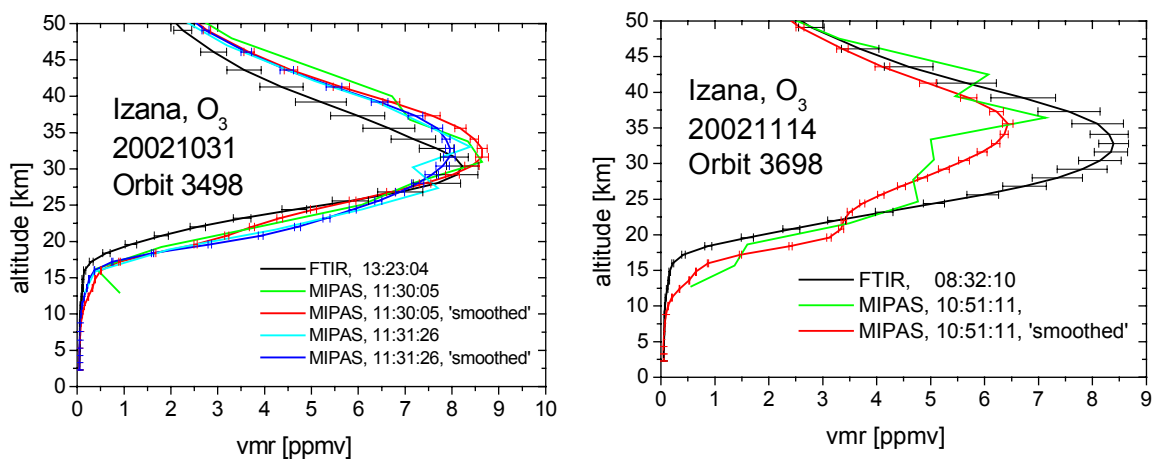 50
45
40
35
30
25
20
15
10
5
0
altitude [km]
Izana, O3
20021031
Orbit 3498
FTIR, 13:23:04
MIPAS, 11:30:05
MIPAS, 11:30:05, 'smoothed'
MIPAS, 11:31:26
MIPAS, 11:31:26, 'smoothed'
0 1 2 3 4 5 6 7 8 9 10
vmr [ppmv]
50
45
40
35
30
25
20
15
10
5
0
altitude [km]
Izana, O3
20021114
Orbit 3698
FTIR, 08:32:10
MIPAS, 10:51:11,
MIPAS, 10:51:11, 'smoothed'
0 1 2 3 4 5 6 7 8 9
vmr [ppmv]